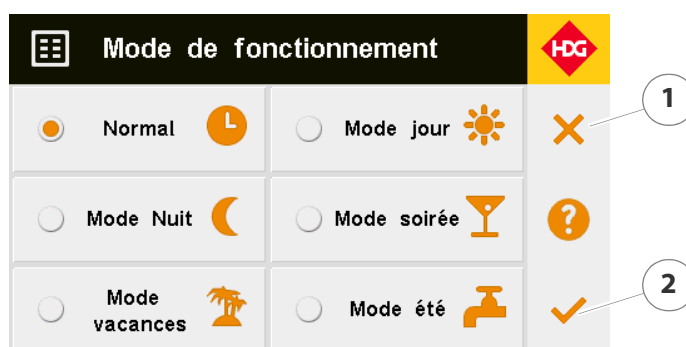 Mode de fonctionnement
HDG
Normal
Mode jour
1
Mode Nuit
Mode soirée
?
Mode
vacances
Mode été
2